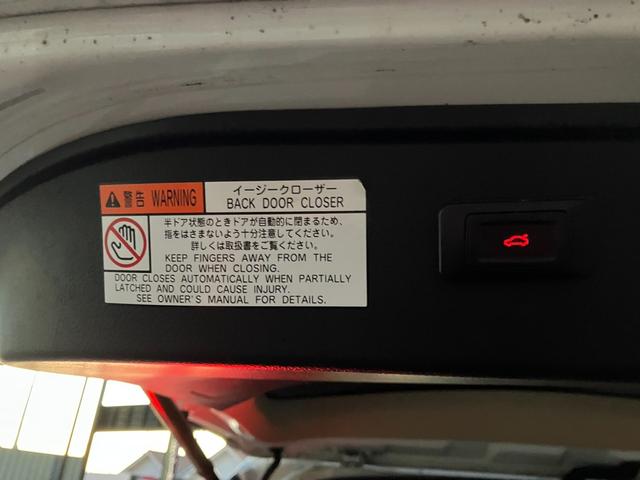 警告 WARNING
イージークローザー
BACK DOOR CLOSER
半ドア状態のときドアが自動的に閉まるため、
指をはさまないよう十分注意してください。
詳しくは取扱書をご覧ください。
KEEP FINGERS AWAY FROM THE
DOOR WHEN CLOSING.
DOOR CLOSES AUTOMATICALLY WHEN PARTIALLY
LATCHED AND COULD CAUSE INJURY.
SEE OWNER'S MANUAL FOR DETAILS.